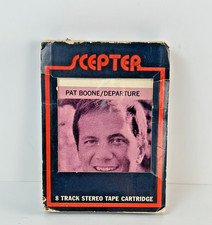 SCEPTER
PAT BOONE/DEPARTURE
8 TRACK STEREO TAPE CARTRIDGE